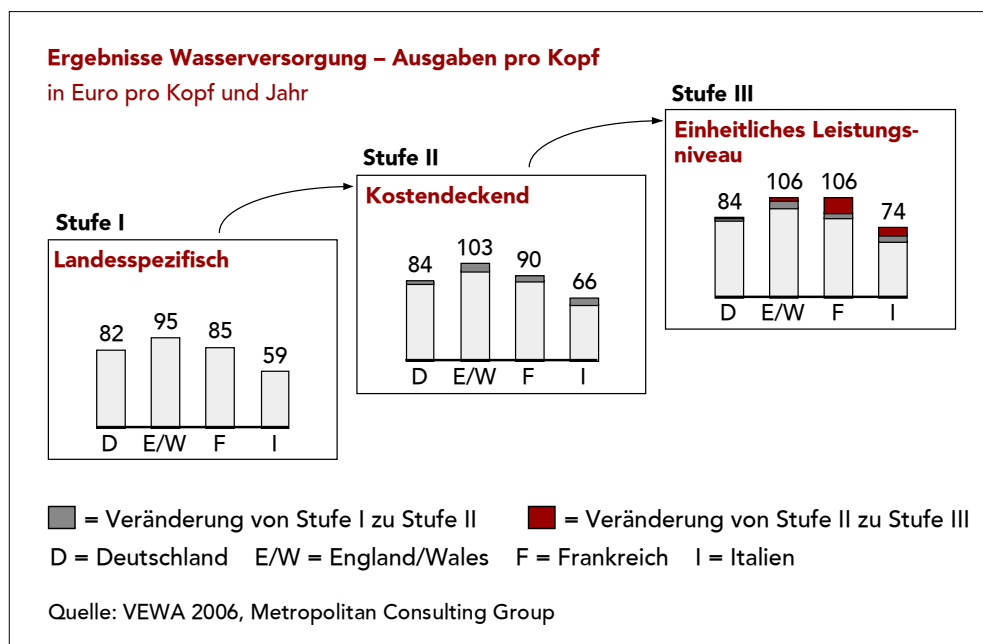 Ergebnisse Wasserversorgung – Ausgaben pro Kopf
in Euro pro Kopf und Jahr
Stufe I
Landesspezifisch
82 95 85 59
D E/W F I
Stufe II
Kostendeckend
84 103 90 66
D E/W F I
Stufe III
Einheitliches Leistungs-
niveau
84 106 106 74
D E/W F I
= Veränderung von Stufe I zu Stufe II = Veränderung von Stufe II zu Stufe III
D = Deutschland E/W = England/Wales F = Frankreich I = Italien
Quelle: VEWA 2006, Metropolitan Consulting Group